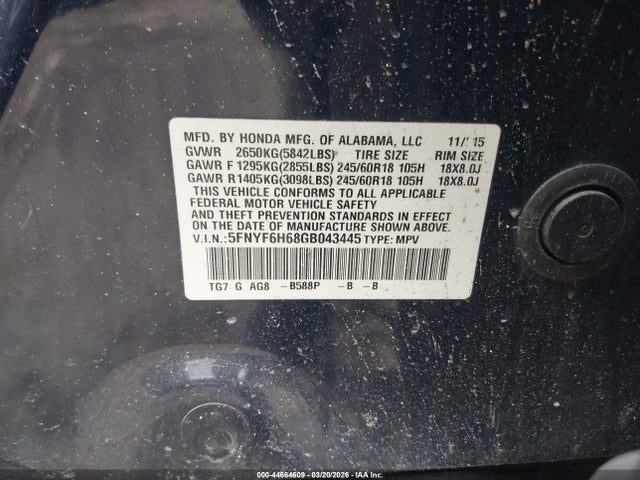 MFD. BY HONDA MFG. OF ALABAMA, LLC 11/'15
GVWR 2650KG(5842LBS) TIRE SIZE RIM SIZE
GAWR F 1295KG(2855LBS) 245/60R18 105H 18X8.0J
GAWR R 1405KG(3098LBS) 245/60R18 105H 18X8.0J
THIS VEHICLE CONFORMS TO ALL APPLICABLE
FEDERAL MOTOR VEHICLE SAFETY
AND THEFT PREVENTION STANDARDS IN EFFECT
ON THE DATE OF MANUFACTURE SHOWN ABOVE.
V.I.N.: 5FNYF6H68GB043445 TYPE: MPV
TG7 G AG8 -B588P -B -B
000-44664609 | 03/20/2026 - IAA Inc.